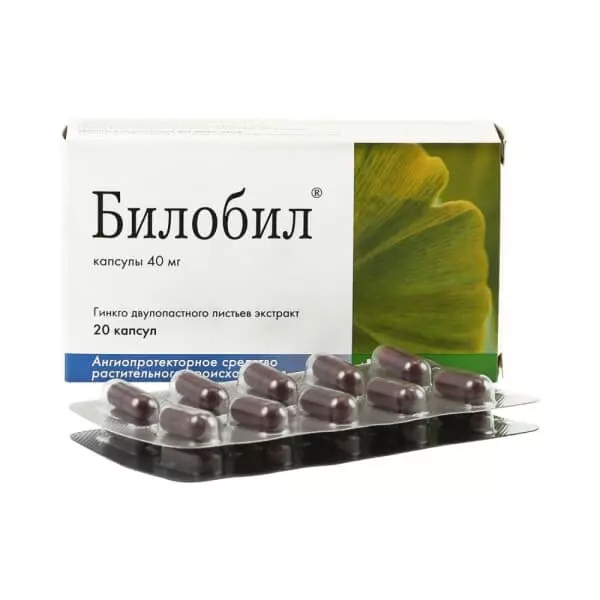 Билобил®
капсулы 40 мг
Гинкго двулопастного листьев экстракт
20 капсул
Ангиопротекторное средство
растительного